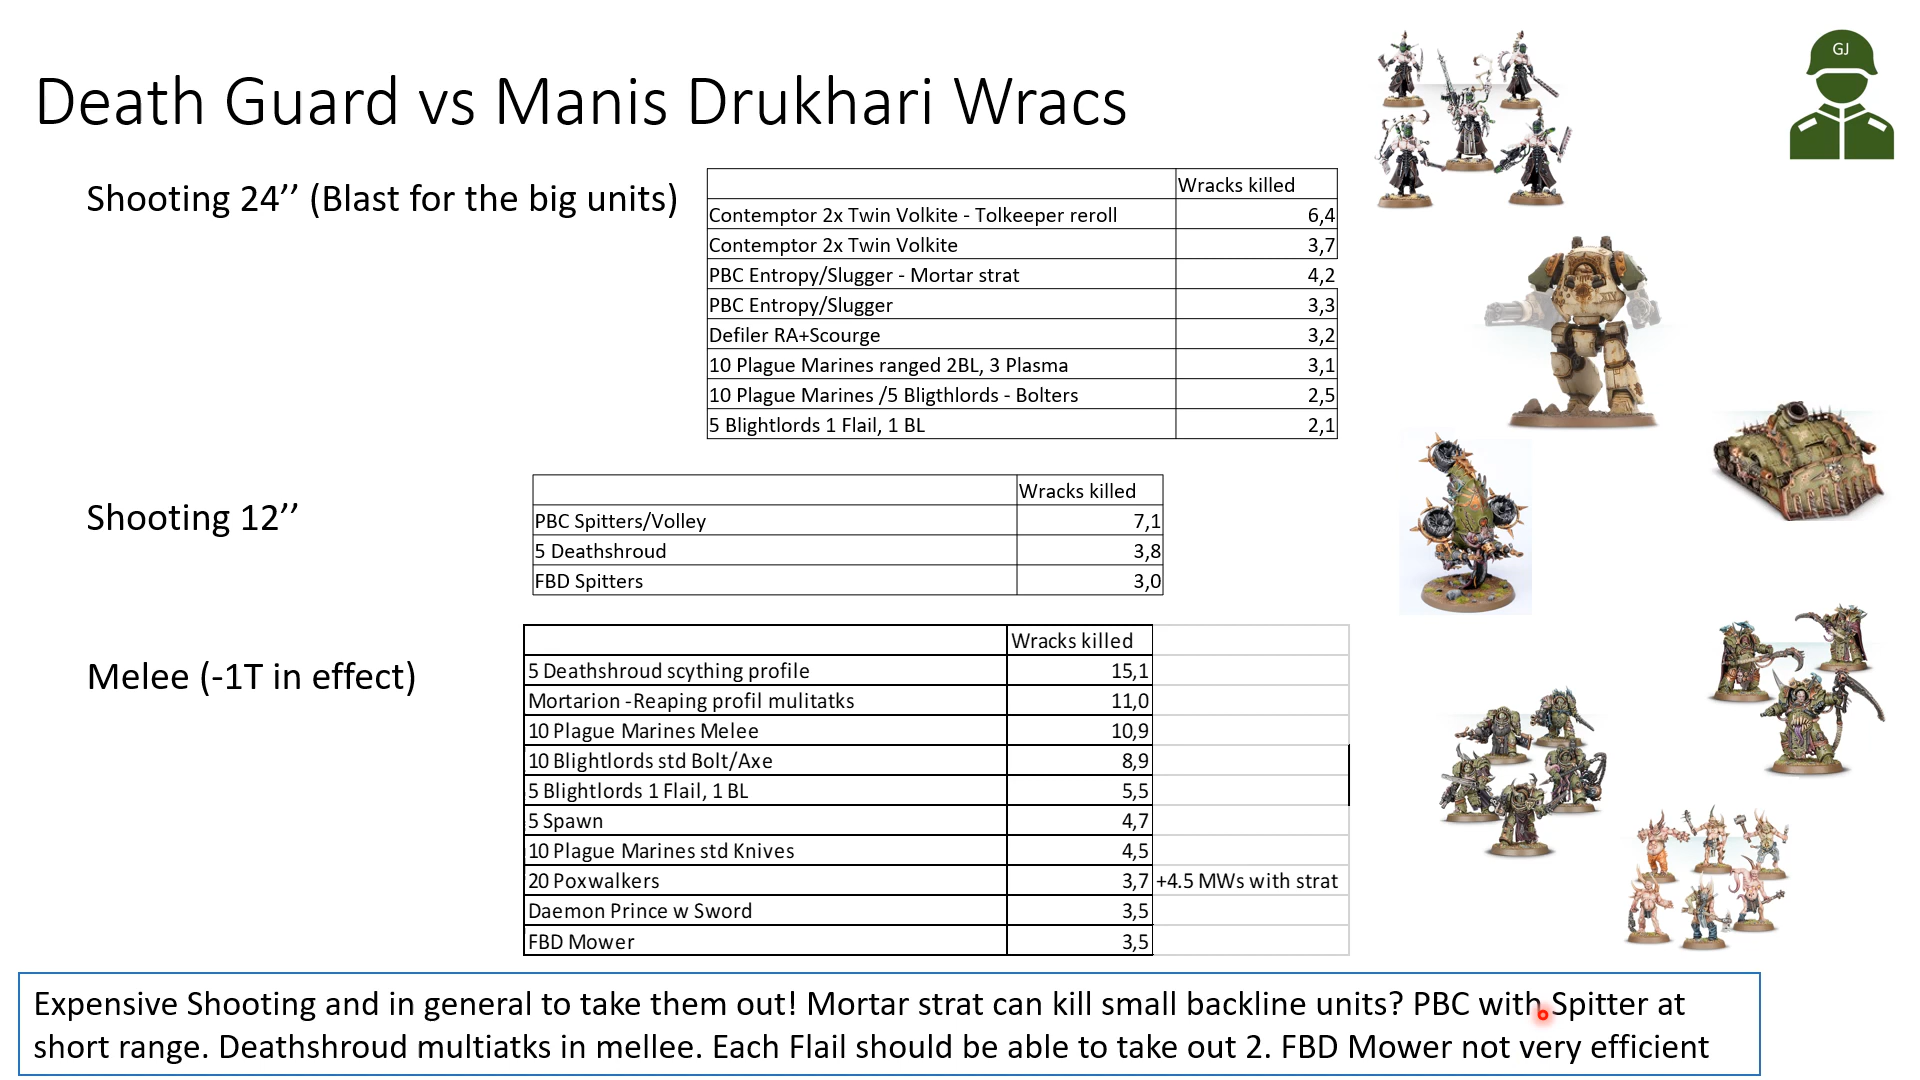 GJ
Death Guard vs Manis Drukhari Wracs
Shooting 24’’ (Blast for the big units)
Wracks killed
Contemptor 2x Twin Volkite - Tolkeeper reroll 6,4
Contemptor 2x Twin Volkite 3,7
PBC Entropy/Slugger - Mortar strat 4,2
PBC Entropy/Slugger 3,3
Defiler RA+Scourge 3,2
10 Plague Marines ranged 2BL, 3 Plasma 3,1
10 Plague Marines /5 Bligthlords - Bolters 2,5
5 Blightlords 1 Flail, 1 BL 2,1
Shooting 12’’
Wracks killed
PBC Spitters/Volley 7,1
5 Deathshroud 3,8
FBD Spitters 3,0
Melee (-1T in effect)
Wracks killed
5 Deathshroud scything profile 15,1
Mortarion -Reaping profil mulitatks 11,0
10 Plague Marines Melee 10,9
10 Blightlords std Bolt/Axe 8,9
5 Blightlords 1 Flail, 1 BL 5,5
5 Spawn 4,7
10 Plague Marines std Knives 4,5
20 Poxwalkers 3,7 +4.5 MWs with strat
Daemon Prince w Sword 3,5
FBD Mower 3,5
Expensive Shooting and in general to take them out! Mortar strat can kill small backline units? PBC with Spitter at
short range. Deathshroud multiatks in mellee. Each Flail should be able to take out 2. FBD Mower not very efficient